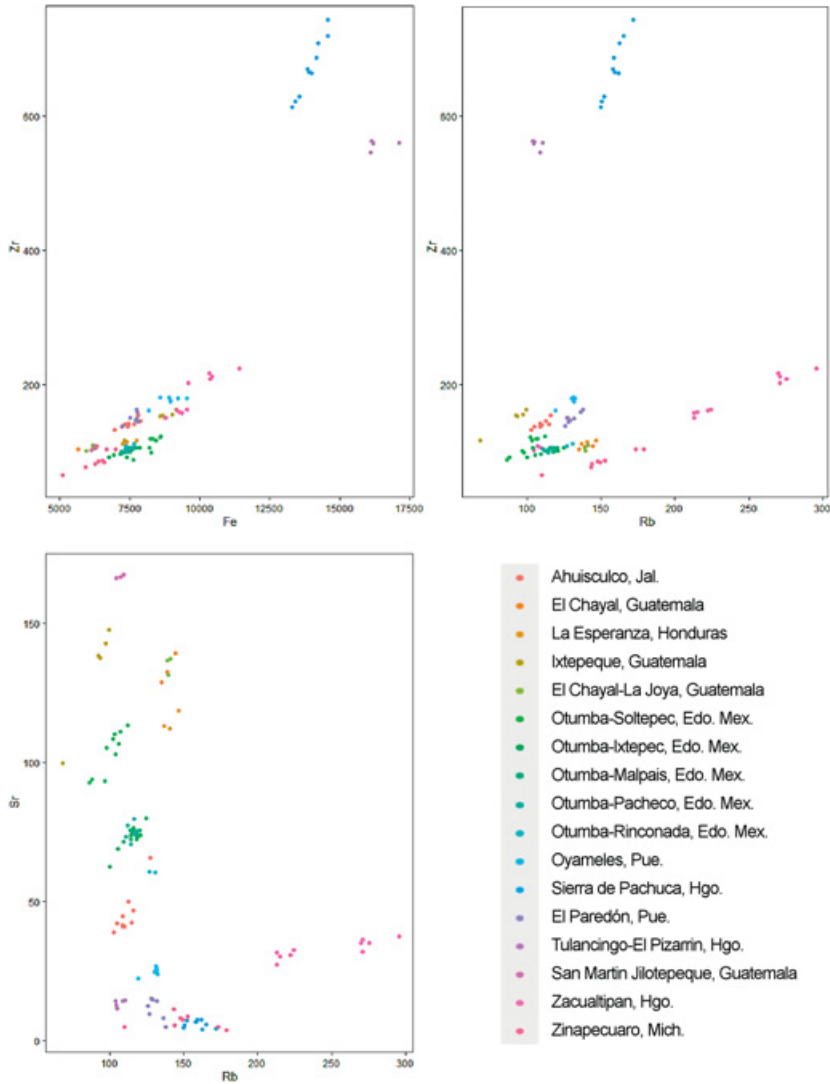 600
400
200
Zr
5000
7500
10000
12500
15000
17500
Fe
600
400
200
Zr
100
150
200
250
300
Rb
150
100
50
0
Sr
100
150
200
250
300
Rb
Ahuisculco, Jal.
El Chayal, Guatemala
La Esperanza, Honduras
Ixtepeque, Guatemala
El Chayal-La Joya, Guatemala
Otumba-Soltepec, Edo. Mex.
Otumba-Ixtepec, Edo. Mex.
Otumba-Malpais, Edo. Mex.
Otumba-Pacheco, Edo. Mex.
Otumba-Rinconada, Edo. Mex.
Oyameles, Pue.
Sierra de Pachuca, Hgo.
El Paredón, Pue.
Tulancingo-El Pizarrin, Hgo.
San Martin Jilotepeque, Guatemala
Zacualtipan, Hgo.
Zinapecuaro, Mich.